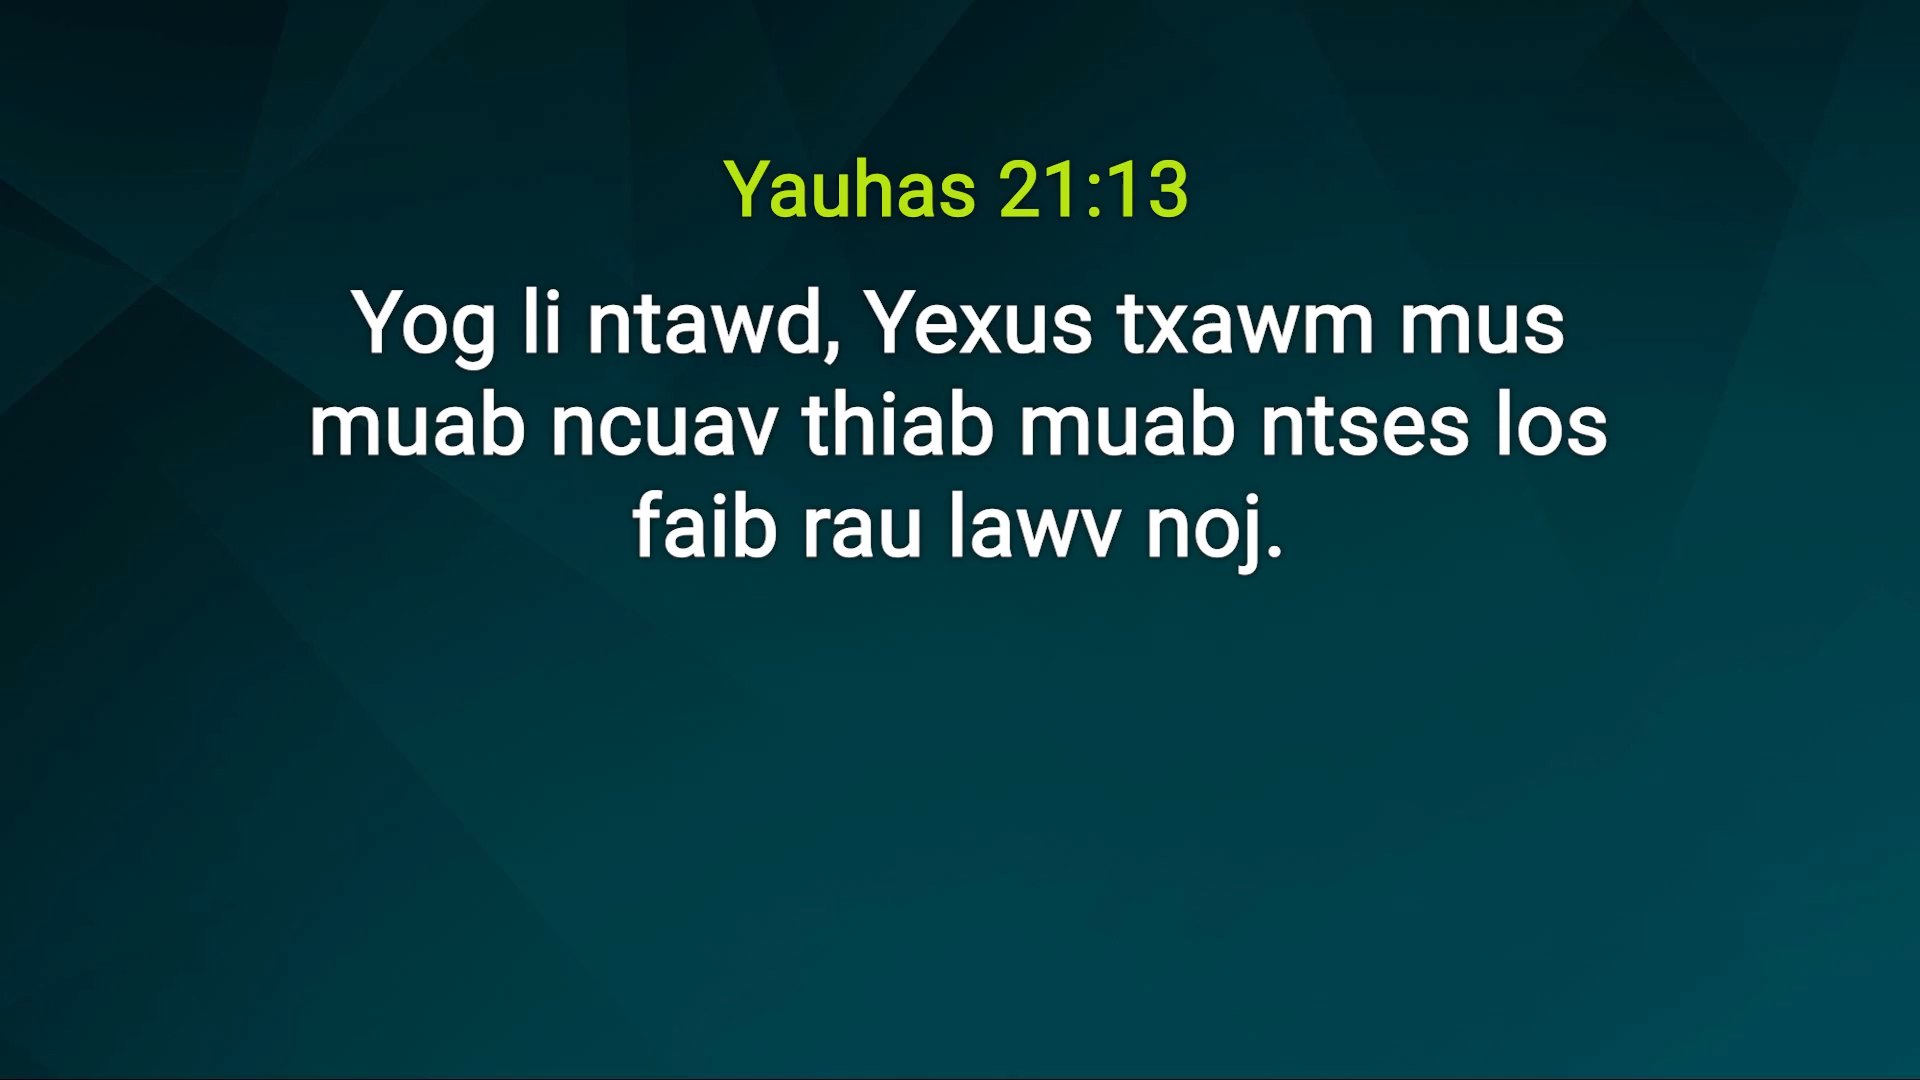 Yauhas 21:13
Yog li ntawd, Yexus txawm mus
muab ncuav thiab muab ntses los
faib rau lawv noj.